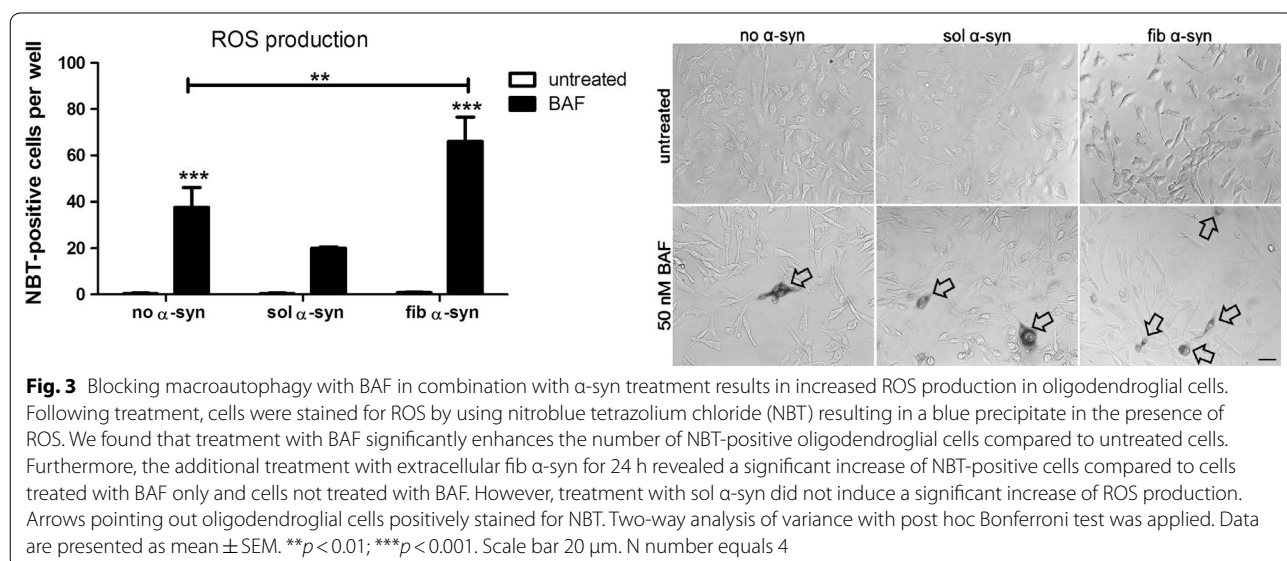 ROS production
NBT-positive cells per well
100
80
60
40
20
0
**
***
***
untreated
BAF
no α-syn
sol α-syn
fib α-syn
no α-syn
sol α-syn
fib α-syn
untreated
50 nM BAF
Fig. 3 Blocking macroautophagy with BAF in combination with α-syn treatment results in increased ROS production in oligodendroglial cells.
Following treatment, cells were stained for ROS by using nitroblue tetrazolium chloride (NBT) resulting in a blue precipitate in the presence of
ROS. We found that treatment with BAF significantly enhances the number of NBT-positive oligodendroglial cells compared to untreated cells.
Furthermore, the additional treatment with extracellular fib α-syn for 24 h revealed a significant increase of NBT-positive cells compared to cells
treated with BAF only and cells not treated with BAF. However, treatment with sol α-syn did not induce a significant increase of ROS production.
Arrows pointing out oligodendroglial cells positively stained for NBT. Two-way analysis of variance with post hoc Bonferroni test was applied. Data
are presented as mean ± SEM. **p < 0.01; ***p < 0.001. Scale bar 20 μm. N number equals 4